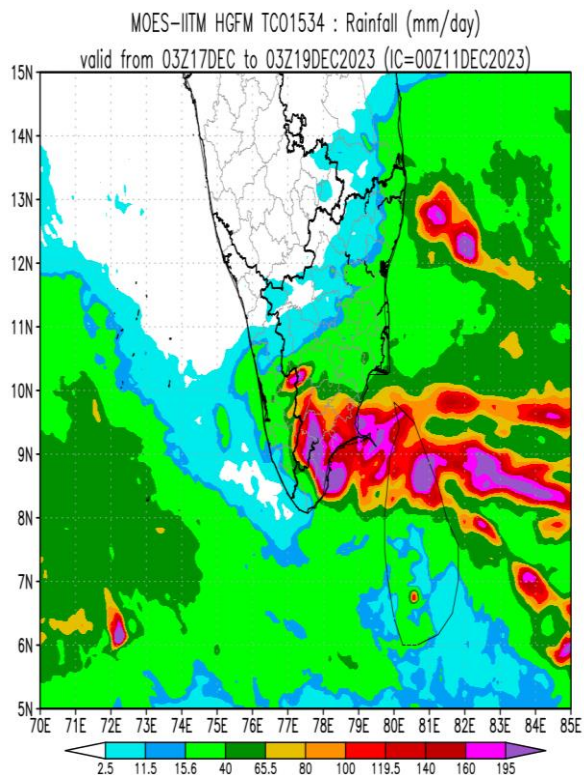 MOES-IITM HGFM TCO1534 : Rainfall (mm/day)
valid from 03Z17DEC to 03Z19DEC2023 (IC=00Z11DEC2023)
15N
14N
13N
12N
11N
10N
9N
8N
7N
6N
5N
70E 71E 72E 73E 74E 75E 76E 77E 78E 79E 80E 81E 82E 83E 84E 85E
2.5 11.5 15.6 40 65.5 80 100 119.5 140 160 195